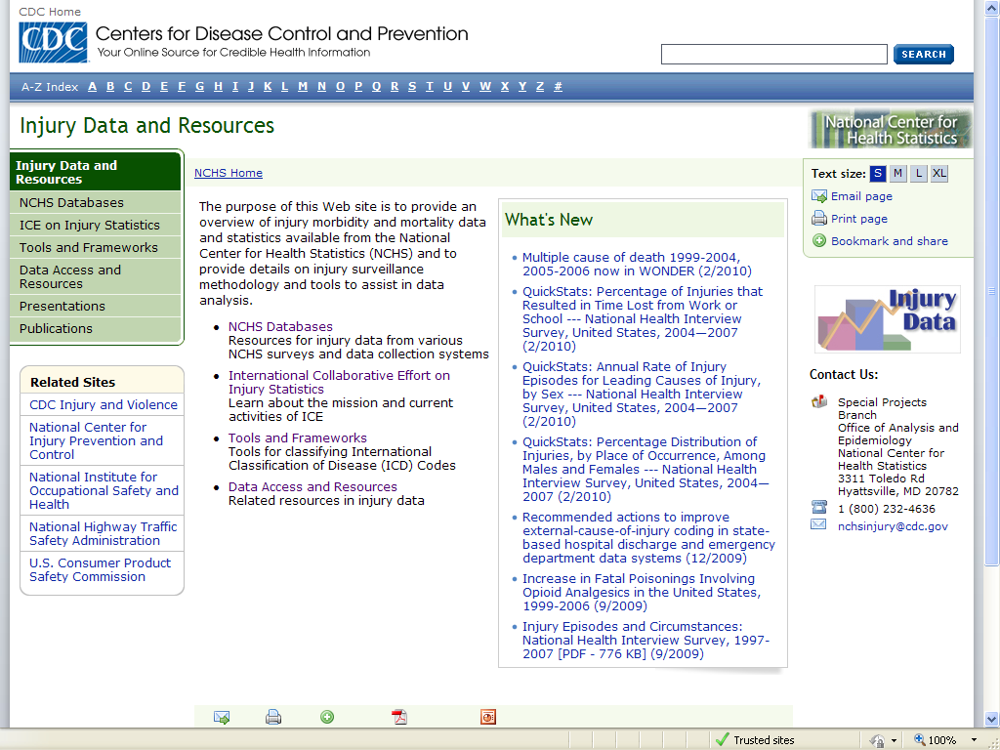 CDC Home
CDC
Centers for Disease Control and Prevention
Your Online Source for Credible Health Information
SEARCH
A-Z Index A B C D E F G H I J K L M N O P Q R S T U V W X Y Z #
Injury Data and Resources
National Center for
Health Statistics
Injury Data and
Resources
NCHS Databases
ICE on Injury Statistics
Tools and Frameworks
Data Access and
Resources
Presentations
Publications
Related Sites
CDC Injury and Violence
National Center for
Injury Prevention and
Control
National Institute for
Occupational Safety and
Health
National Highway Traffic
Safety Administration
U.S. Consumer Product
Safety Commission
NCHS Home
The purpose of this Web site is to provide an
overview of injury morbidity and mortality data
and statistics available from the National
Center for Health Statistics (NCHS) and to
provide details on injury surveillance
methodology and tools to assist in data
analysis.
• NCHS Databases
Resources for injury data from various
NCHS surveys and data collection systems
• International Collaborative Effort on
Injury Statistics
Learn about the mission and current
activities of ICE
• Tools and Frameworks
Tools for classifying International
Classification of Disease (ICD) Codes
• Data Access and Resources
Related resources in injury data
What's New
• Multiple cause of death 1999-2004,
2005-2006 now in WONDER (2/2010)
• QuickStats: Percentage of Injuries that
Resulted in Time Lost from Work or
School --- National Health Interview
Survey, United States, 2004—2007
(2/2010)
• QuickStats: Annual Rate of Injury
Episodes for Leading Causes of Injury,
by Sex --- National Health Interview
Survey, United States, 2004—2007
(2/2010)
• QuickStats: Percentage Distribution of
Injuries, by Place of Occurrence, Among
Males and Females --- National Health
Interview Survey, United States, 2004—
2007 (2/2010)
• Recommended actions to improve
external-cause-of-injury coding in state-
based hospital discharge and emergency
department data systems (12/2009)
• Increase in Fatal Poisonings Involving
Opioid Analgesics in the United States,
1999-2006 (9/2009)
• Injury Episodes and Circumstances:
National Health Interview Survey, 1997-
2007 [PDF - 776 KB] (9/2009)
Text size: S M L XL
Email page
Print page
Bookmark and share
Injury
Data
Contact Us:
Special Projects
Branch
Office of Analysis and
Epidemiology
National Center for
Health Statistics
3311 Toledo Rd
Hyattsville, MD 20782
1 (800) 232-4636
nchsinjury@cdc.gov
Trusted sites
100%